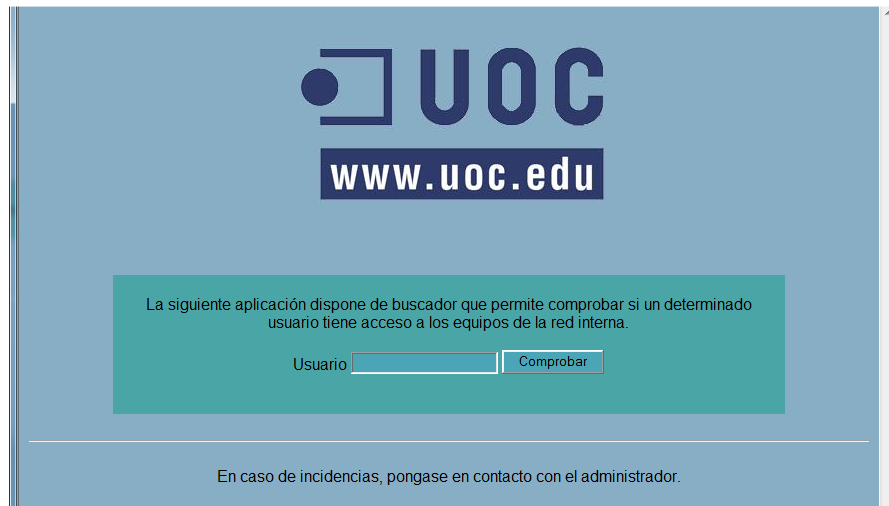 UOC
www.uoc.edu
La siguiente aplicación dispone de buscador que permite comprobar si un determinado
usuario tiene acceso a los equipos de la red interna.
Usuario Comprobar
En caso de incidencias, pongase en contacto con el administrador.